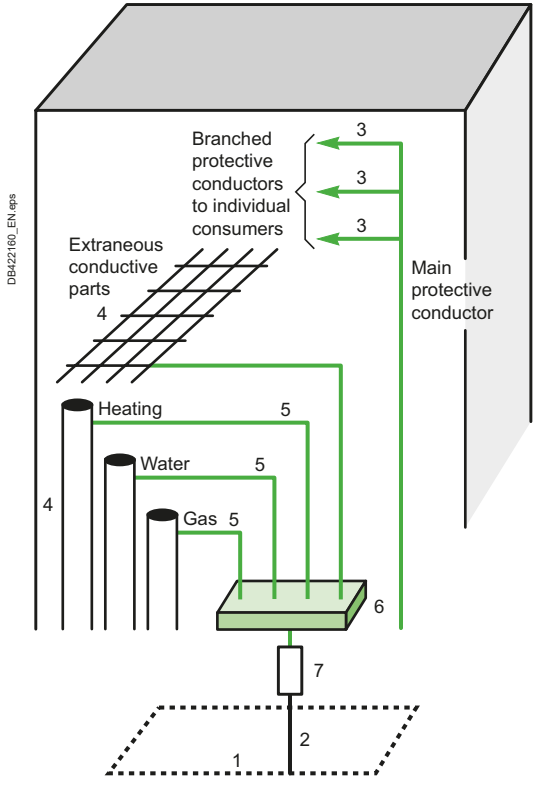 DB422160_EN.eps
Branched
protective
conductors
to individual
consumers
3
3
3
Extraneous
conductive
parts
4
Main
protective
conductor
Heating
5
Water
5
4
Gas
5
6
7
2
1